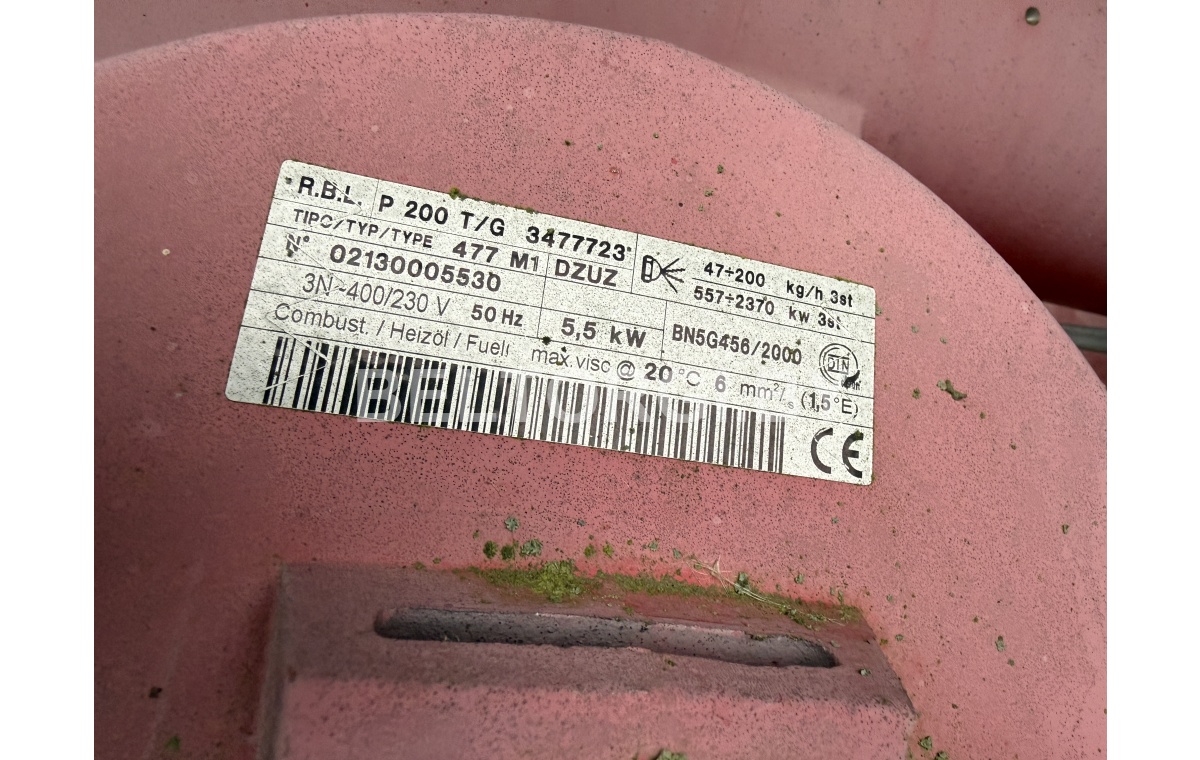 R.B.L. P 200 T/G 3477723
TIPO/TYP/TYPE 477 M1 DZUZ
47÷200 kg/h 3st
557÷2370 kw 3st
N° 02130005530
3N~400/230 V 50 Hz 5,5 kW BN5G456/2000
DIN
Combust. / Heizöl / Fuel: max.visc @ 20 °C 6 mm²/s (1,5°E)
CE